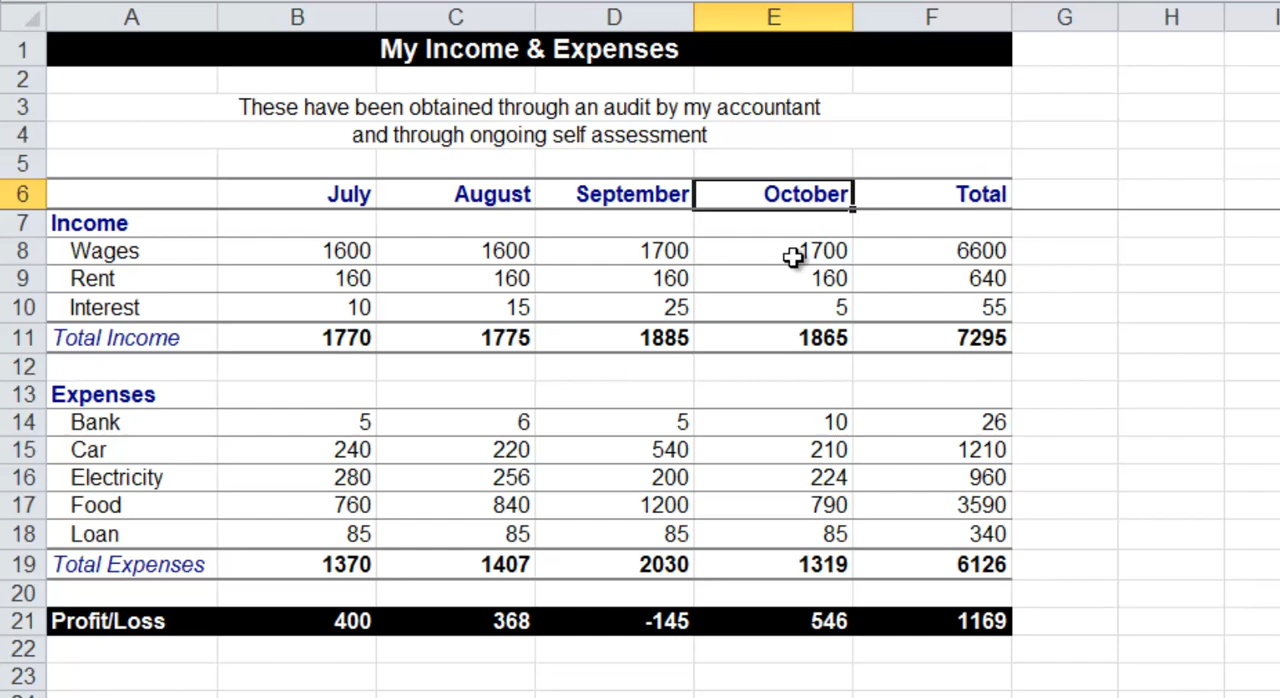 A B C D E F G H
1 My Income & Expenses
2
3 These have been obtained through an audit by my accountant
4 and through ongoing self assessment
5
6 July August September October Total
7 Income
8 Wages 1600 1600 1700 1700 6600
9 Rent 160 160 160 160 640
10 Interest 10 15 25 5 55
11 Total Income 1770 1775 1885 1865 7295
12
13 Expenses
14 Bank 5 6 5 10 26
15 Car 240 220 540 210 1210
16 Electricity 280 256 200 224 960
17 Food 760 840 1200 790 3590
18 Loan 85 85 85 85 340
19 Total Expenses 1370 1407 2030 1319 6126
20
21 Profit/Loss 400 368 -145 546 1169
22
23